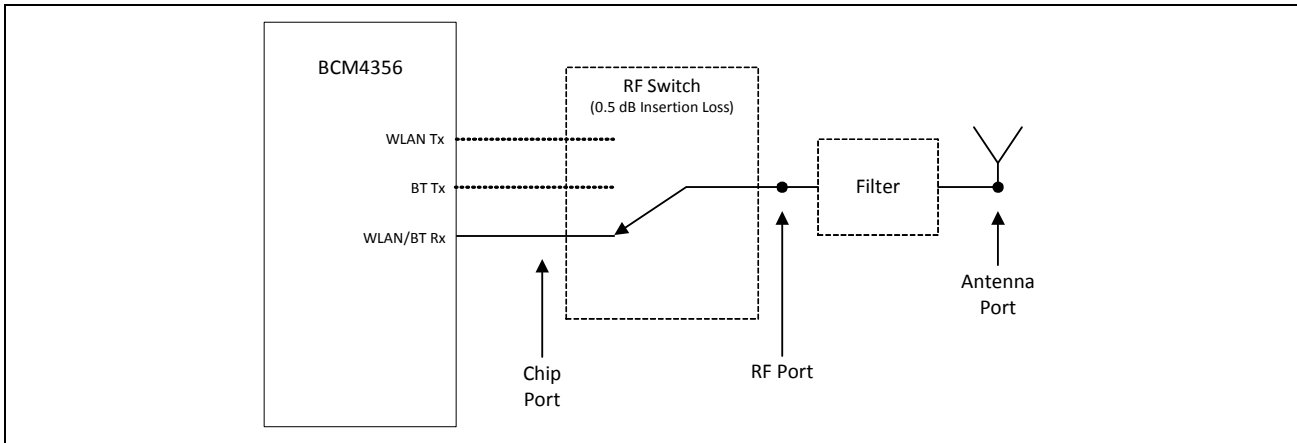 BCM4356
RF Switch
(0.5 dB Insertion Loss)
WLAN Tx
BT Tx
WLAN/BT Rx
Filter
Antenna
Port
RF Port
Chip
Port